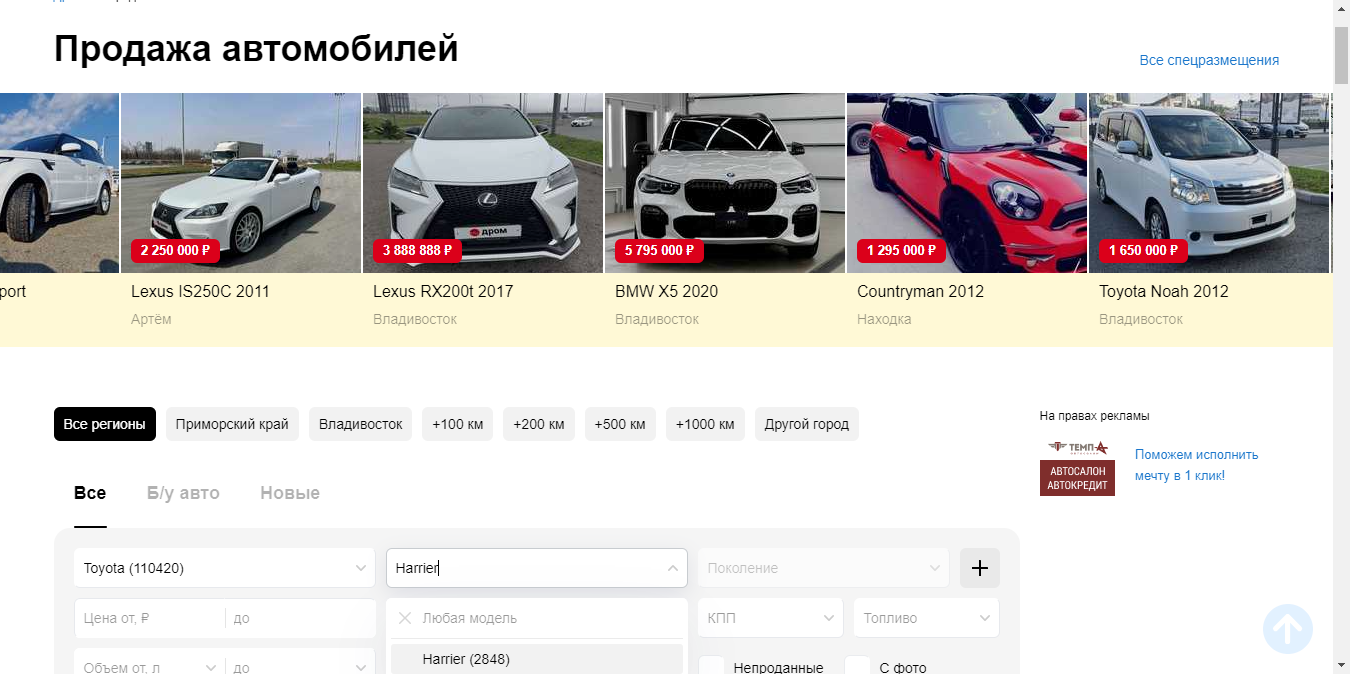 Продажа автомобилей
Все спецразмещения
2 250 000 ₽
3 888 888 ₽
5 795 000 ₽
1 295 000 ₽
1 650 000 ₽
дром
port
Lexus IS250C 2011
Lexus RX200t 2017
BMW X5 2020
Countryman 2012
Toyota Noah 2012
Артём
Владивосток
Владивосток
Находка
Владивосток
Все регионы
Приморский край
Владивосток
+100 км
+200 км
+500 км
+1000 км
Другой город
На правах рекламы
ТЕМП-А
АВТОСАЛОН
АВТОКРЕДИТ
Поможем исполнить
мечту в 1 клик!
Все
Б/у авто
Новые
Toyota (110420)
Harrier
Поколение
Цена от, ₽
до
Любая модель
КПП
Топливо
Объем от, л
до
Harrier (2848)
Непроданные
С фото